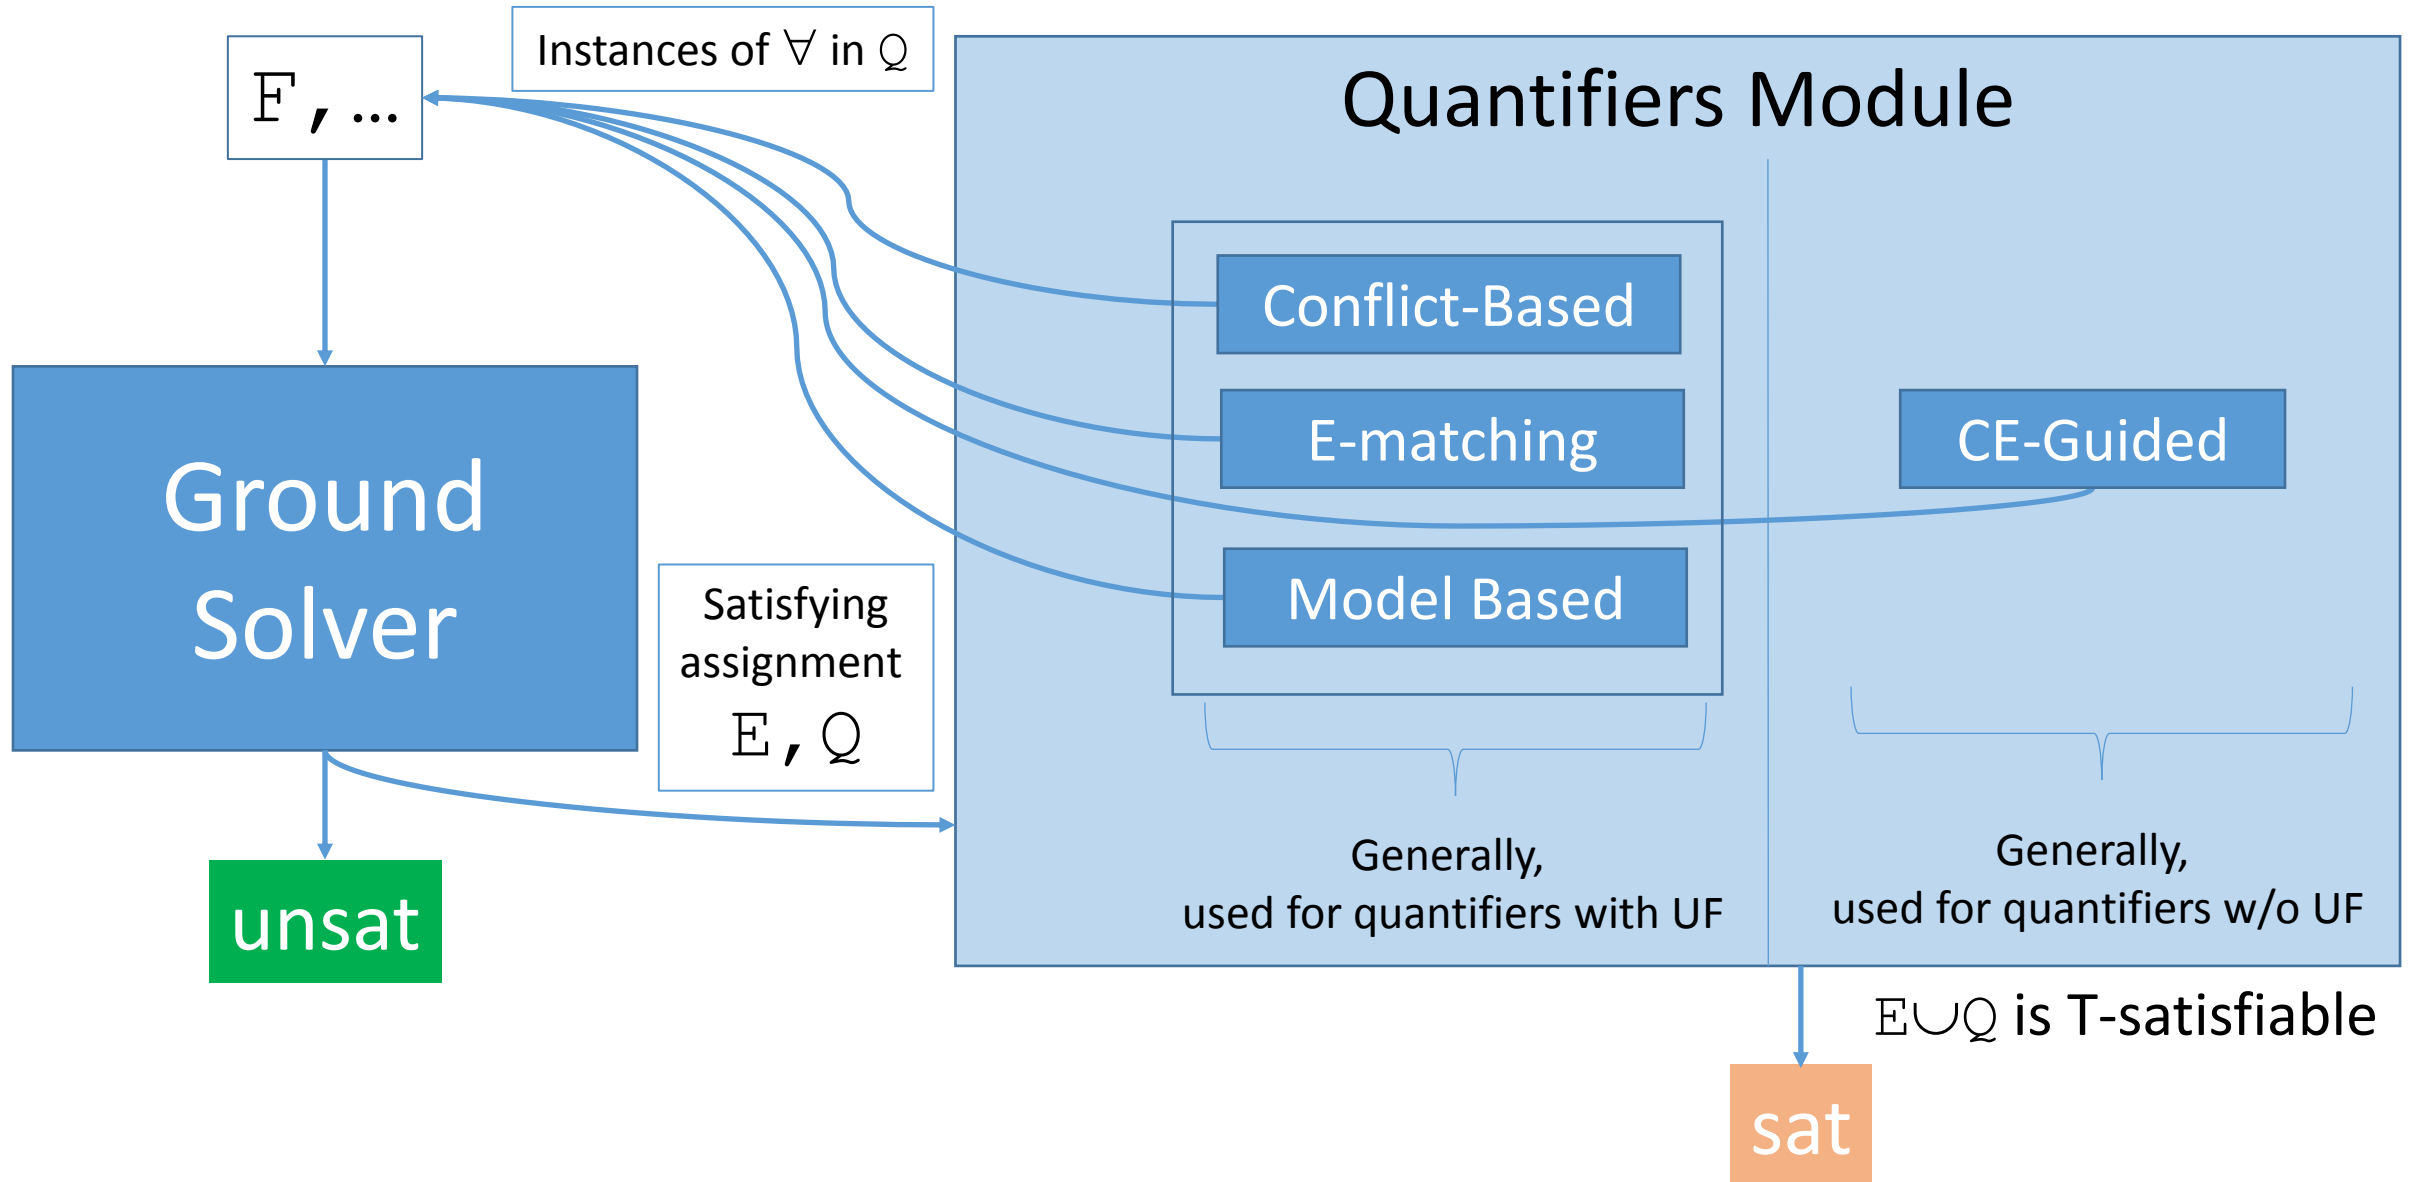 Instances of ∀ in Q
F,…
Quantifiers Module
Conflict-Based
E-matching
CE-Guided
Model Based
Ground
Solver
Satisfying
assignment
E,Q
Generally,
used for quantifiers with UF
Generally,
used for quantifiers w/o UF
unsat
E∪Q is T-satisfiable
sat